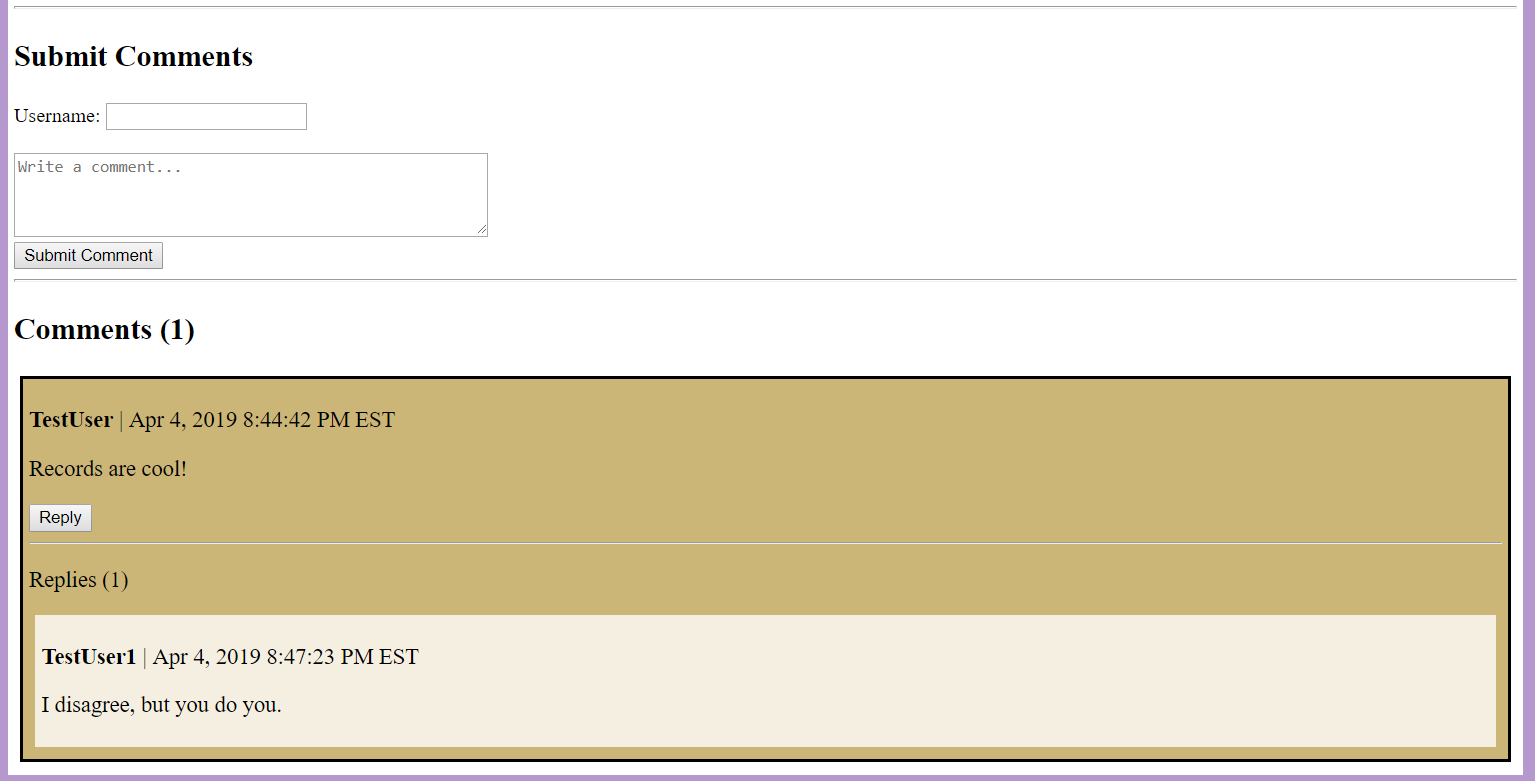 Submit Comments
Username:
Write a comment...
Submit Comment
Comments (1)
TestUser | Apr 4, 2019 8:44:42 PM EST
Records are cool!
Reply
Replies (1)
TestUser1 | Apr 4, 2019 8:47:23 PM EST
I disagree, but you do you.